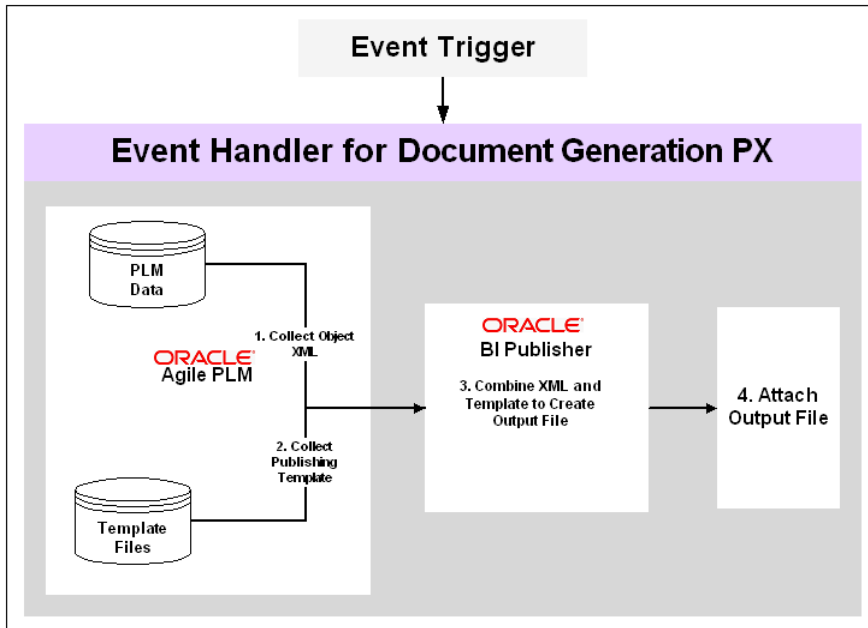 Event Trigger
Event Handler for Document Generation PX
PLM
Data
1. Collect Object
XML
ORACLE®
Agile PLM
2. Collect
Publishing
Template
Template
Files
ORACLE®
BI Publisher
3. Combine XML and
Template to Create
Output File
4. Attach
Output File